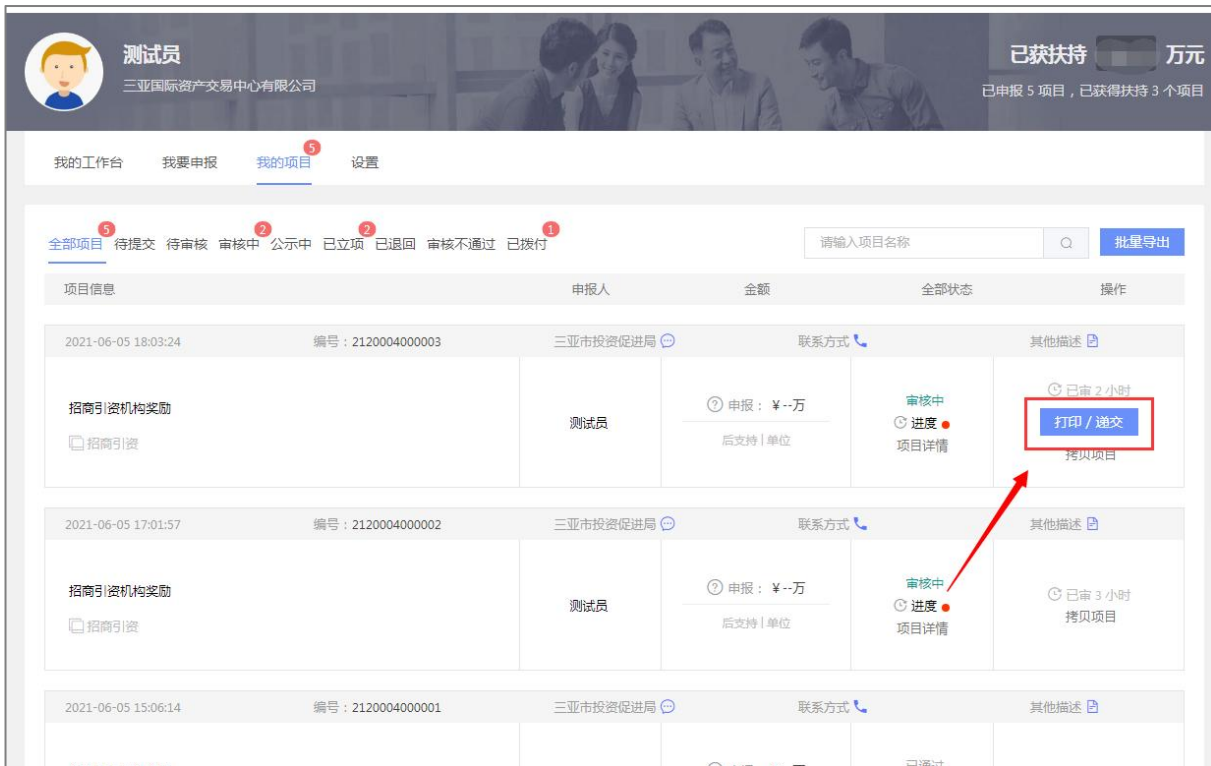 测试员
三亚国际资产交易中心有限公司
已获扶持 万元
已申报 5 项目，已获得扶持 3 个项目
我的工作台 我要申报 我的项目 5 设置
全部项目 5 待提交 待审核 审核中 2 公示中 已立项 2 已退回 审核不通过 已拨付 1
请输入项目名称 批量导出
项目信息 申报人 金额 全部状态 操作
2021-06-05 18:03:24 编号：2120004000003 三亚市投资促进局 联系方式 其他描述
招商引资机构奖励
招商引资
测试员
申报： ￥--万
后支持 | 单位
审核中
进度
项目详情
已审 2 小时
打印 / 递交
拷贝项目
2021-06-05 17:01:57 编号：2120004000002 三亚市投资促进局 联系方式 其他描述
招商引资机构奖励
招商引资
测试员
申报： ￥--万
后支持 | 单位
审核中
进度
项目详情
已审 3 小时
拷贝项目
2021-06-05 15:06:14 编号：2120004000001 三亚市投资促进局 联系方式 其他描述
已通过